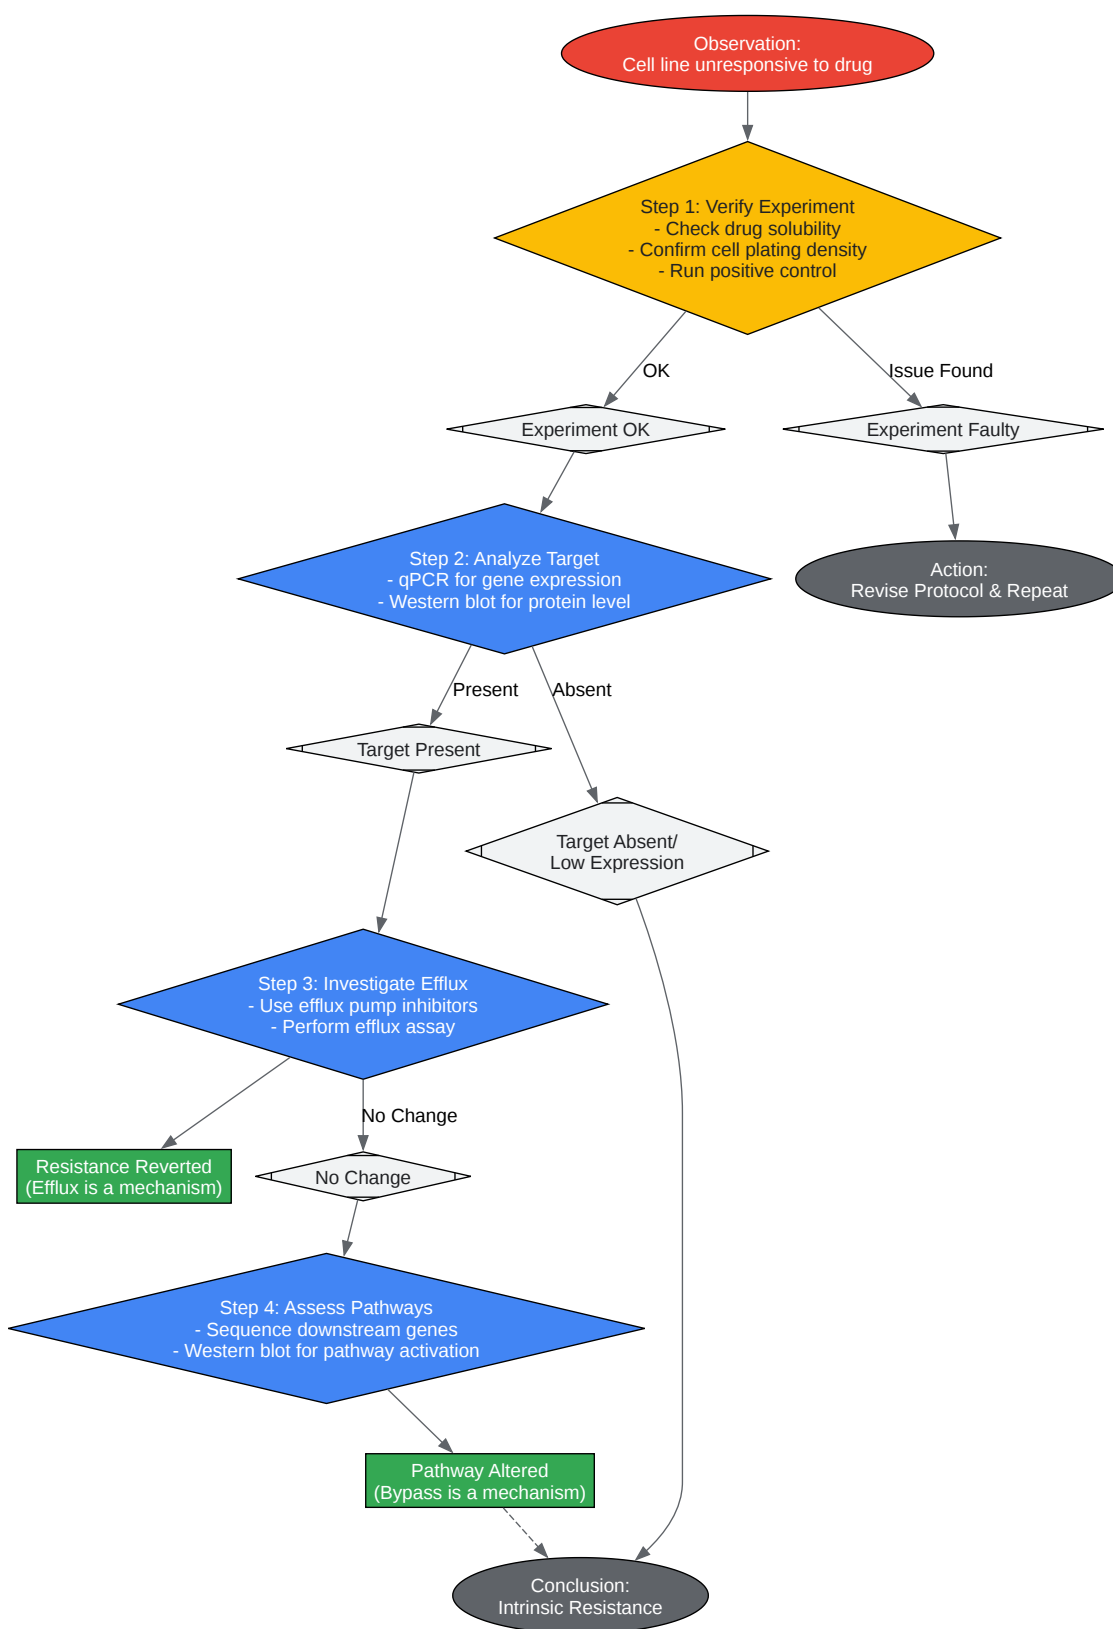 Observation:
Cell line unresponsive to drug
Step 1: Verify Experiment
- Check drug solubility
- Confirm cell plating density
- Run positive control
OK
Issue Found
Experiment OK
Experiment Faulty
Step 2: Analyze Target
- qPCR for gene expression
- Western blot for protein level
Action:
Revise Protocol & Repeat
Present
Absent
Target Present
Target Absent/
Low Expression
Step 3: Investigate Efflux
- Use efflux pump inhibitors
- Perform efflux assay
No Change
Resistance Reverted
(Efflux is a mechanism)
No Change
Step 4: Assess Pathways
- Sequence downstream genes
- Western blot for pathway activation
Pathway Altered
(Bypass is a mechanism)
Conclusion:
Intrinsic Resistance